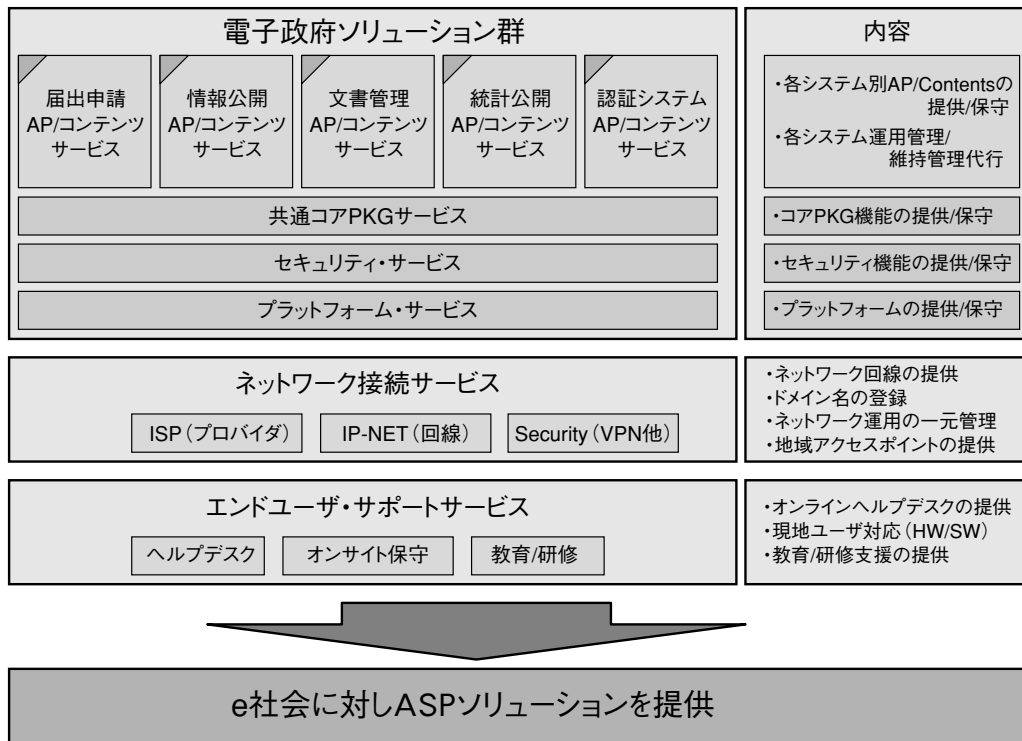 電子政府ソリューション群
届出申請
AP/コンテンツ
サービス
情報公開
AP/コンテンツ
サービス
文書管理
AP/コンテンツ
サービス
統計公開
AP/コンテンツ
サービス
認証システム
AP/コンテンツ
サービス
共通コアPKGサービス
セキュリティ・サービス
プラットフォーム・サービス
内容
・各システム別AP/Contentsの
提供/保守
・各システム運用管理/
維持管理代行
・コアPKG機能の提供/保守
・セキュリティ機能の提供/保守
・プラットフォームの提供/保守
ネットワーク接続サービス
ISP（プロバイダ）
IP-NET（回線）
Security（VPN他）
・ネットワーク回線の提供
・ドメイン名の登録
・ネットワーク運用の一元管理
・地域アクセスポイントの提供
エンドユーザ・サポートサービス
ヘルプデスク
オンサイト保守
教育/研修
・オンラインヘルプデスクの提供
・現地ユーザ対応（HW/SW）
・教育/研修支援の提供
e社会に対しASPソリューションを提供